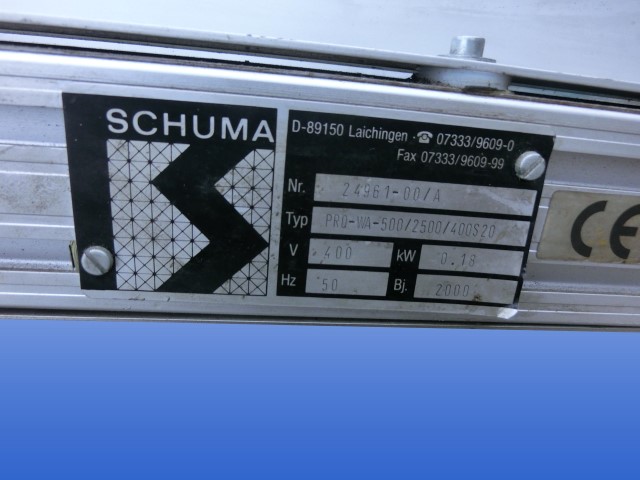 SCHUMA
D-89150 Laichingen · ☎ 07333/9609-0
Fax 07333/9609-99
Nr. 24961-00/A
Typ PRO-WA-500/2500/400S20
V 400 kW 0.18
Hz 50 Bj. 2000
CE